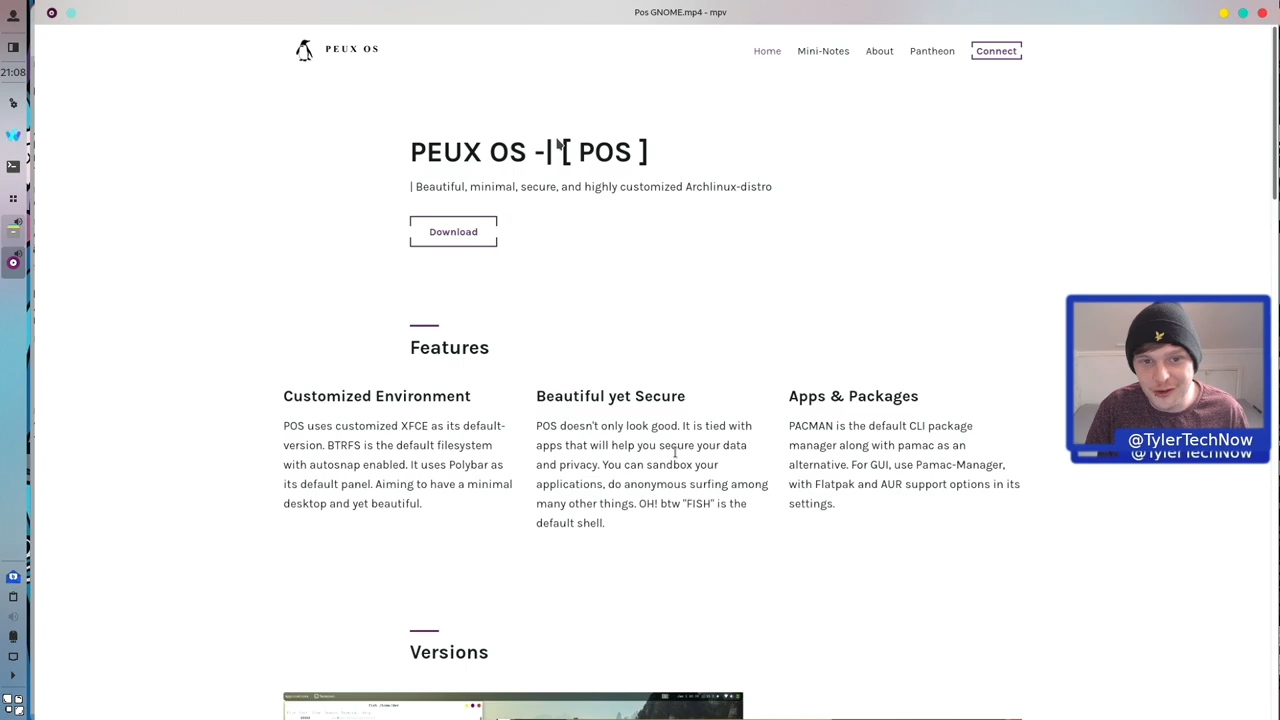 Pos GNOME.mp4 - mpv
PEUX OS
Home Mini-Notes About Pantheon Connect
21:08
PEUX OS -|'[ POS ]
| Beautiful, minimal, secure, and highly customized Archlinux-distro
Download
Features
Customized Environment
POS uses customized XFCE as its default-
version. BTRFS is the default filesystem
with autosnap enabled. It uses Polybar as
its default panel. Aiming to have a minimal
desktop and yet beautiful.
Beautiful yet Secure
POS doesn't only look good. It is tied with
apps that will help you secure your data
and privacy. You can sandbox your
applications, do anonymous surfing among
many other things. OH! btw "FISH" is the
default shell.
Apps & Packages
PACMAN is the default CLI package
manager along with pamac as an
alternative. For GUI, use Pamac-Manager,
with Flatpak and AUR support options in its
settings.
@TylerTechNow
@TylerTechNow
Versions